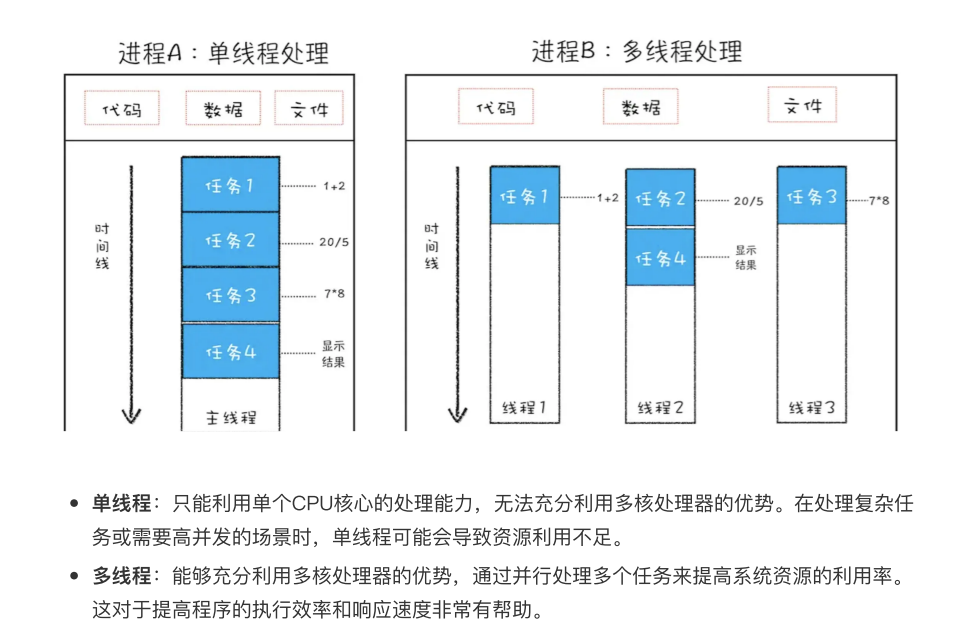 进程A：单线程处理
代码
数据
文件
时间线
任务1
1+2
任务2
20/5
任务3
7*8
任务4
显示
结果
主线程
进程B：多线程处理
代码
数据
文件
时间线
任务1
1+2
任务2
20/5
任务3
7*8
任务4
显示
结果
线程1
线程2
线程3
• 单线程：只能利用单个CPU核心的处理能力，无法充分利用多核处理器的优势。在处理复杂任
务或需要高并发的场景时，单线程可能会导致资源利用不足。
• 多线程：能够充分利用多核处理器的优势，通过并行处理多个任务来提高系统资源的利用率。
这对于提高程序的执行效率和响应速度非常有帮助。